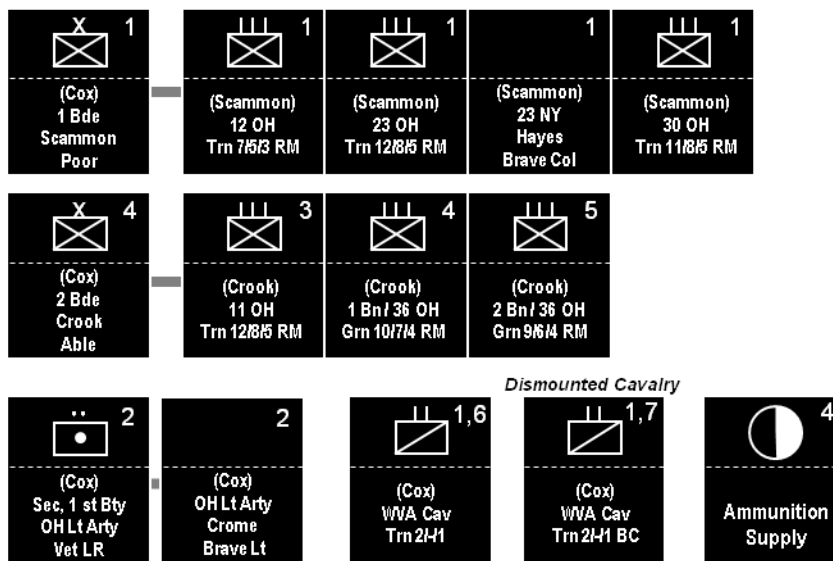 1
(Cox)
1 Bde
Scammon
Poor
1
(Scammon)
12 OH
Trn 7/5/3 RM
1
(Scammon)
23 OH
Trn 12/8/5 RM
1
(Scammon)
23 NY
Hayes
Brave Col
1
(Scammon)
30 OH
Trn 11/8/5 RM
4
(Cox)
2 Bde
Crook
Able
3
(Crook)
11 OH
Trn 12/8/5 RM
4
(Crook)
1 Bn / 36 OH
Grn 10/7/4 RM
5
(Crook)
2 Bn / 36 OH
Grn 9/6/4 RM
2
(Cox)
Sec, 1 st Bty
OH Lt Arty
Vet LR
2
(Cox)
OH Lt Arty
Crome
Brave Lt
1,6
(Cox)
WVA Cav
Trn 2/-/1
Dismounted Cavalry
1,7
(Cox)
WVA Cav
Trn 2/-/1 BC
4
Ammunition
Supply